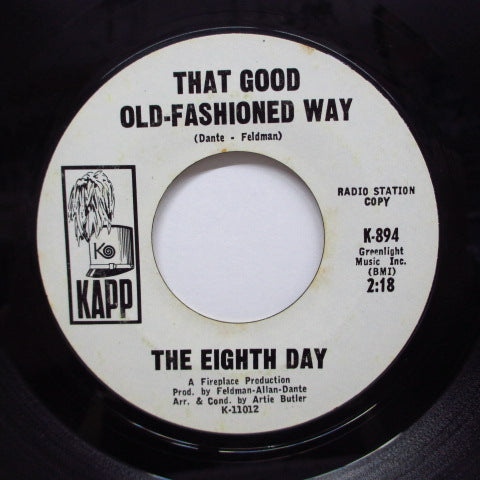 THAT GOOD
OLD-FASHIONED WAY
(Dante - Feldman)
RADIO STATION
COPY
K-894
Greenlight
Music Inc.
(BMI)
2:18
K
KAPP
THE EIGHTH DAY
A Fireplace Production
Prod. by Feldman-Allan-Dante
Arr. & Cond. by Artie Butler
K-11012